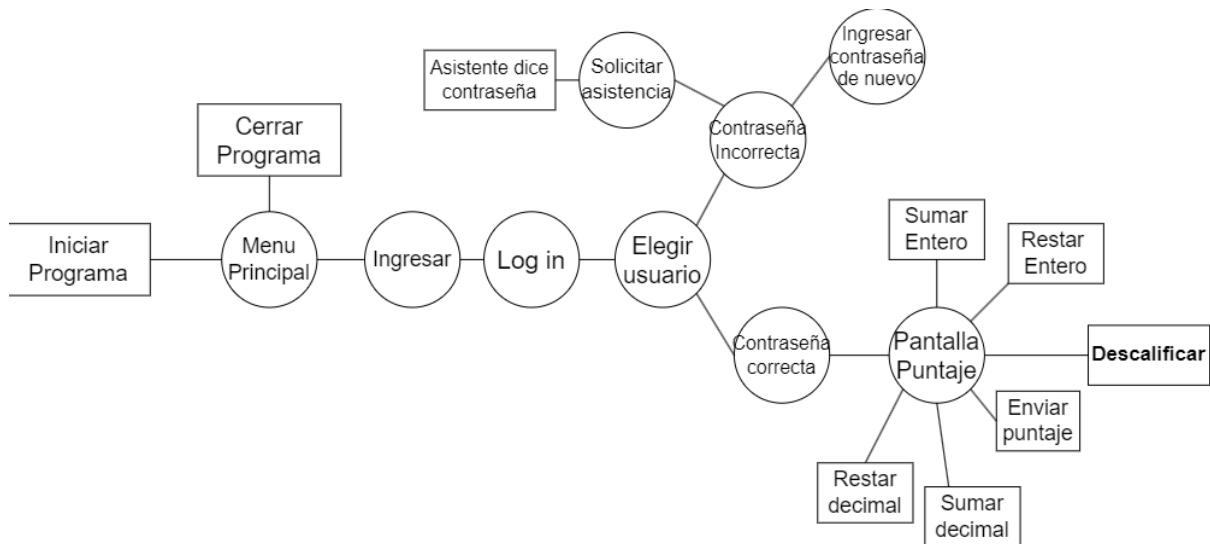 Ingresar
contraseña
de nuevo
Asistente dice
contraseña
Solicitar
asistencia
Contraseña
Incorrecta
Cerrar
Programa
Iniciar
Programa
Menu
Principal
Ingresar
Log in
Elegir
usuario
Sumar
Entero
Restar
Entero
Contraseña
correcta
Pantalla
Puntaje
Descalificar
Enviar
puntaje
Restar
decimal
Sumar
decimal